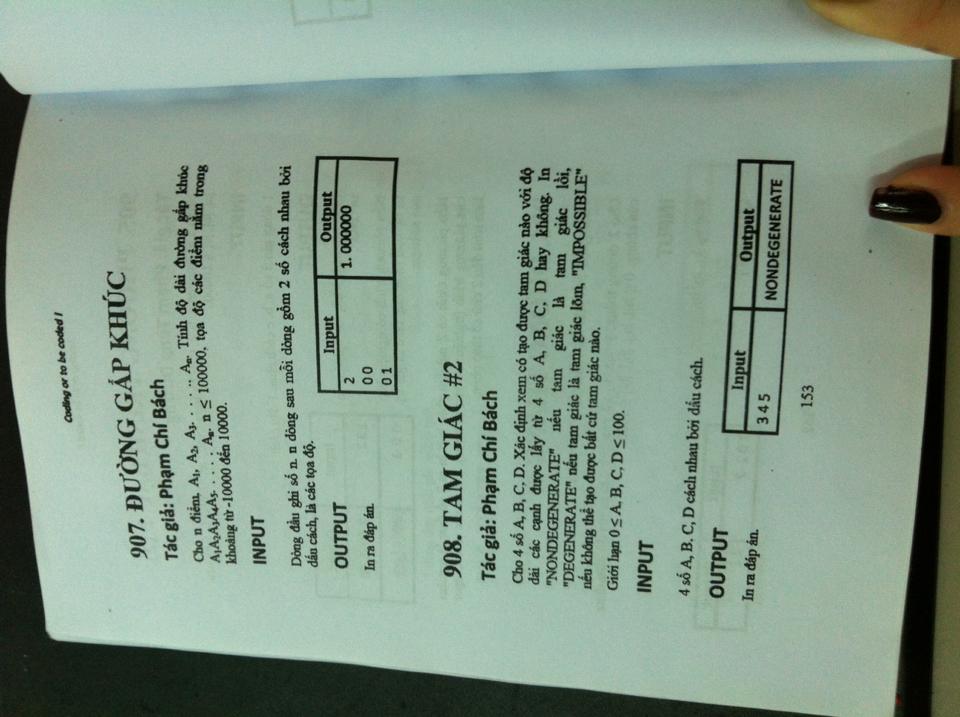 Coding or to be coded !
907. ĐƯỜNG GẤP KHÚC
Tác giả: Phạm Chí Bách
Cho n điểm, A₁, A₂, A₃. . . . . ., Aₙ. Tính độ dài đường gấp khúc
A₁A₂A₃A₄A₅. . . . . Aₙ. n ≤ 100000, tọa độ các điểm nằm trong
khoảng từ -10000 đến 10000.
INPUT
Dòng đầu ghi số n. n dòng sau mỗi dòng gồm 2 số cách nhau bởi
dấu cách, là các tọa độ.
OUTPUT
In ra đáp án.
Input Output
2 1. 000000
0 0
0 1
908. TAM GIÁC #2
Tác giả: Phạm Chí Bách
Cho 4 số A, B, C, D. Xác định xem có tạo được tam giác nào với độ
dài các cạnh được lấy từ 4 số A, B, C, D hay không. In
"NONDEGENERATE" nếu tam giác là tam giác lồi,
"DEGENERATE" nếu tam giác là tam giác lõm, "IMPOSSIBLE"
nếu không thể tạo được bất cứ tam giác nào.
Giới hạn 0 ≤ A, B, C, D ≤ 100.
INPUT
4 số A, B. C, D cách nhau bởi dấu cách.
OUTPUT
In ra đáp án.
Input Output
3 4 5 NONDEGENERATE
153